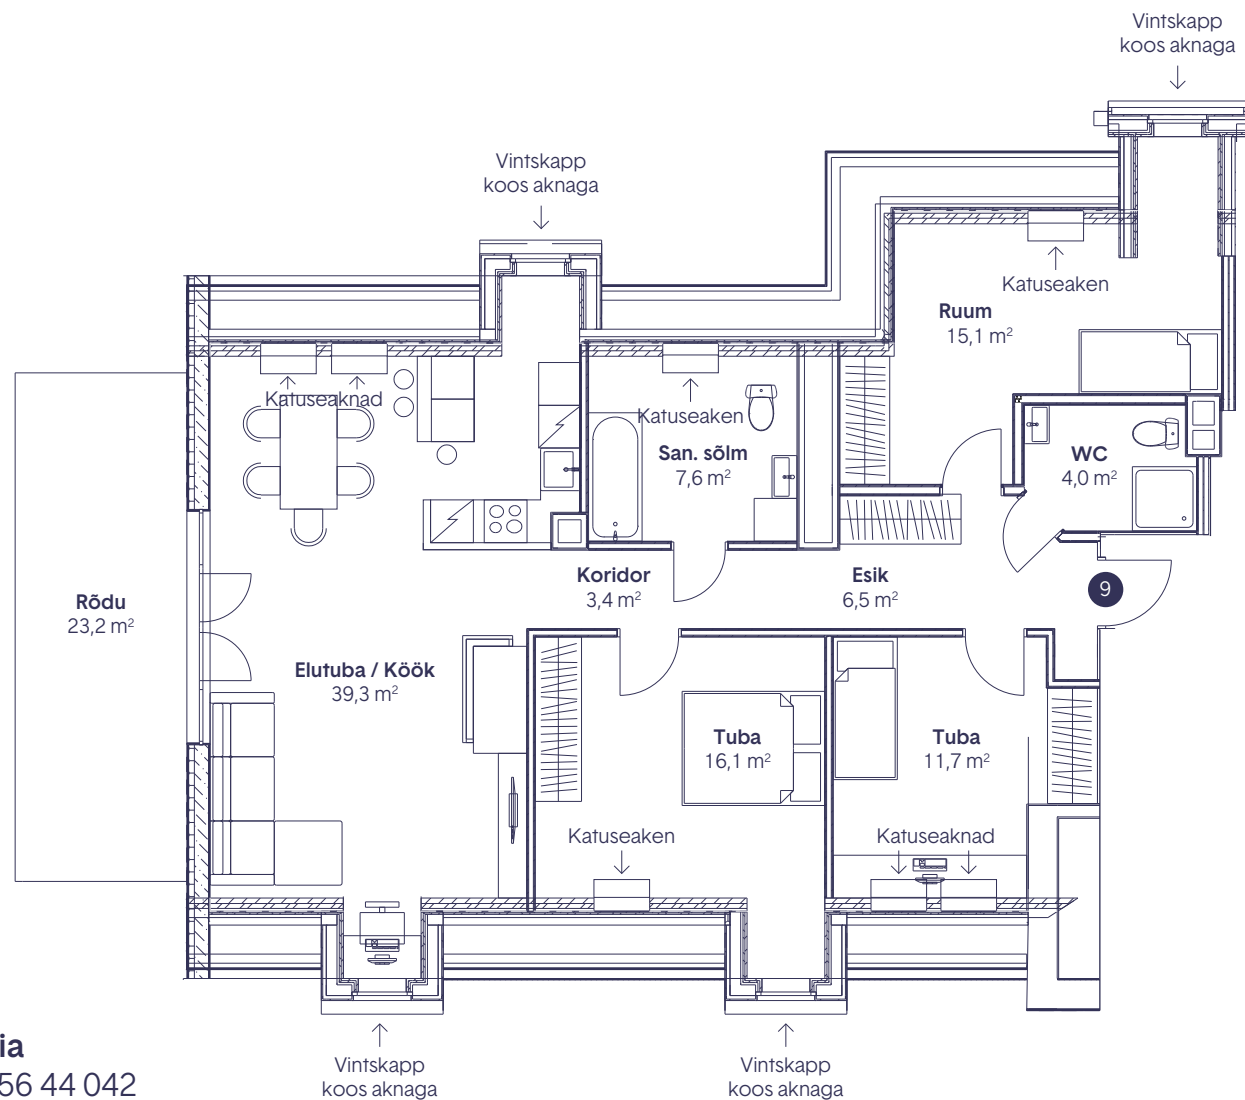 Vintskapp
koos aknaga
Vintskapp
koos aknaga
Katuseaken
Ruum
15,1 m²
Katuseaknad
Katuseaken
San. sõlm
7,6 m²
WC
4,0 m²
Koridor
3,4 m²
Esik
6,5 m²
9
Rõdu
23,2 m²
Elutuba / Köök
39,3 m²
Tuba
16,1 m²
Tuba
11,7 m²
Katuseaken
Katuseaknad
Vintskapp
koos aknaga
Vintskapp
koos aknaga
ia
56 44 042